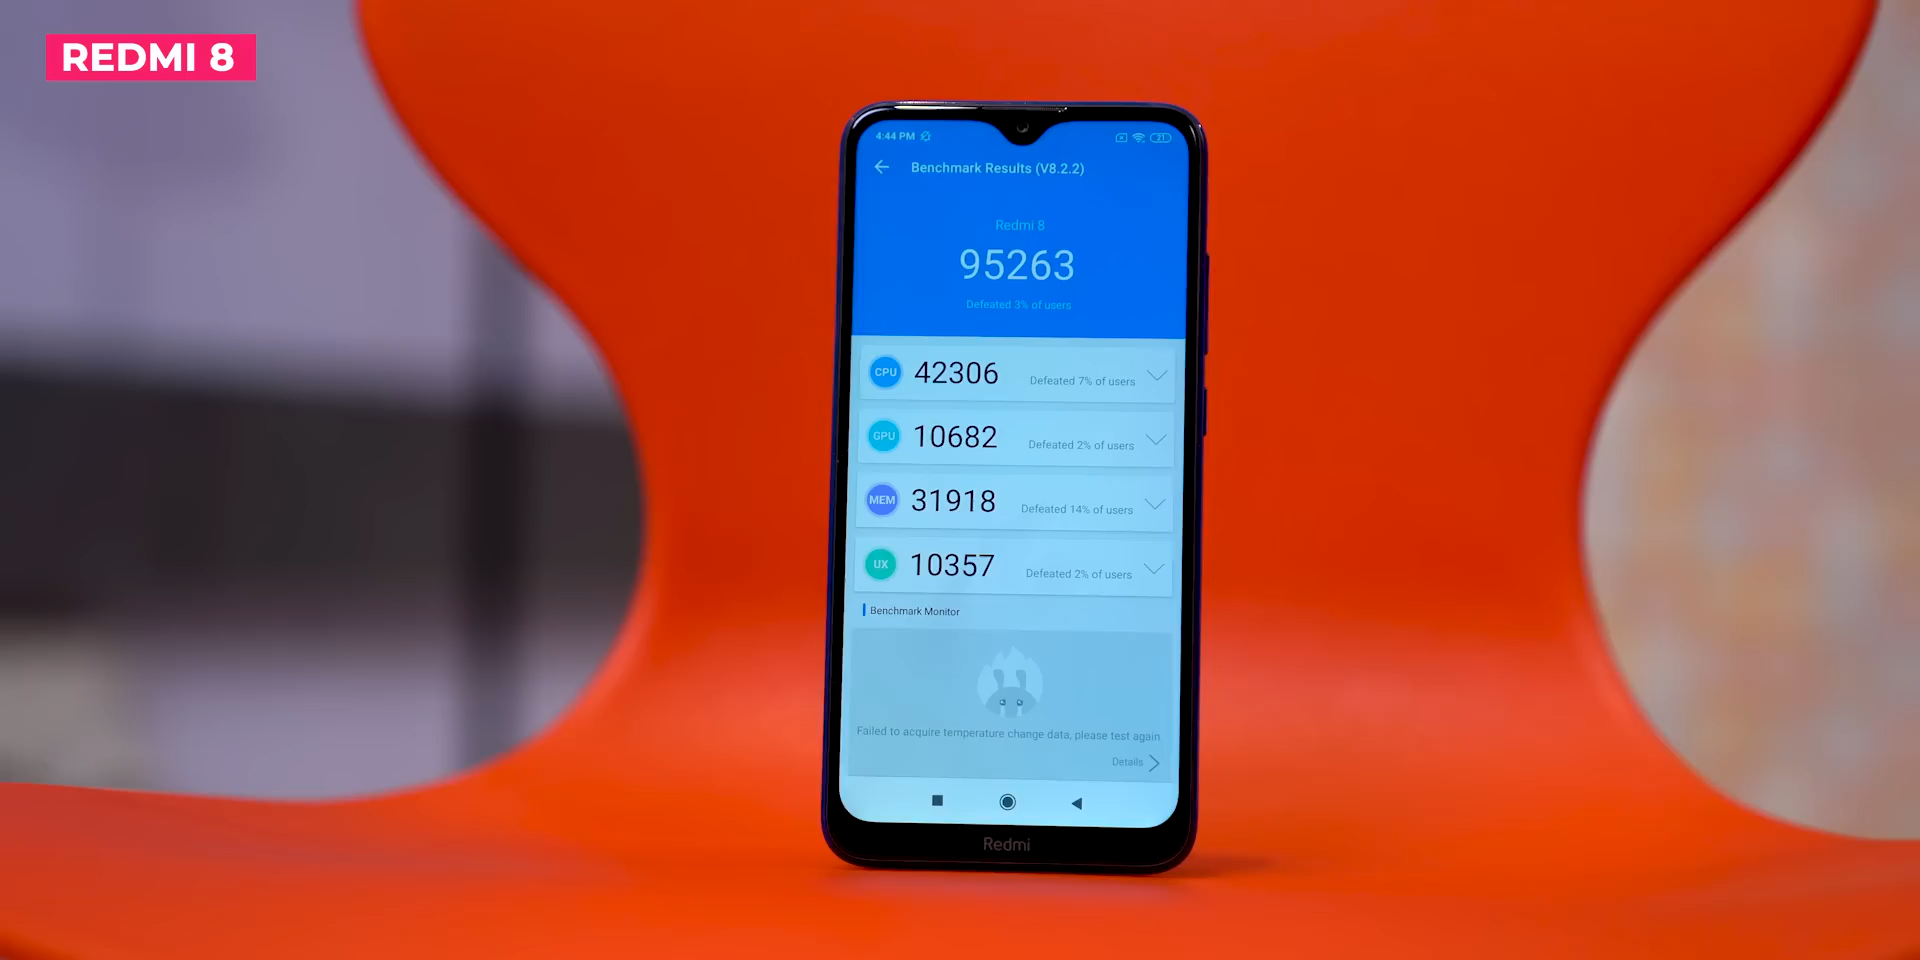 REDMI 8
4:44 PM
21
Benchmark Results (V8.2.2)
Redmi 8
95263
Defeated 3% of users
CPU 42306 Defeated 7% of users
GPU 10682 Defeated 2% of users
MEM 31918 Defeated 14% of users
UX 10357 Defeated 2% of users
Benchmark Monitor
Failed to acquire temperature change data, please test again
Details
Redmi